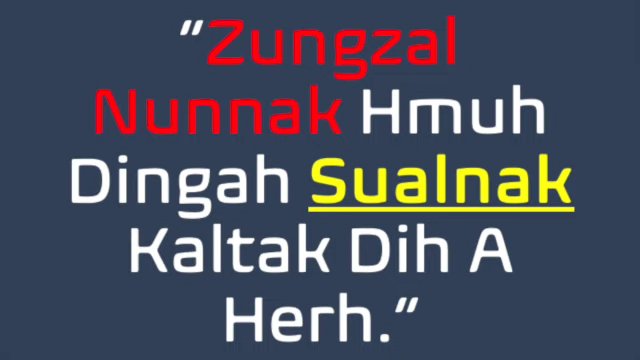 "Zungzal
Nunnak Hmuh
Dingah Sualnak
Kaltak Dih A
Herh."